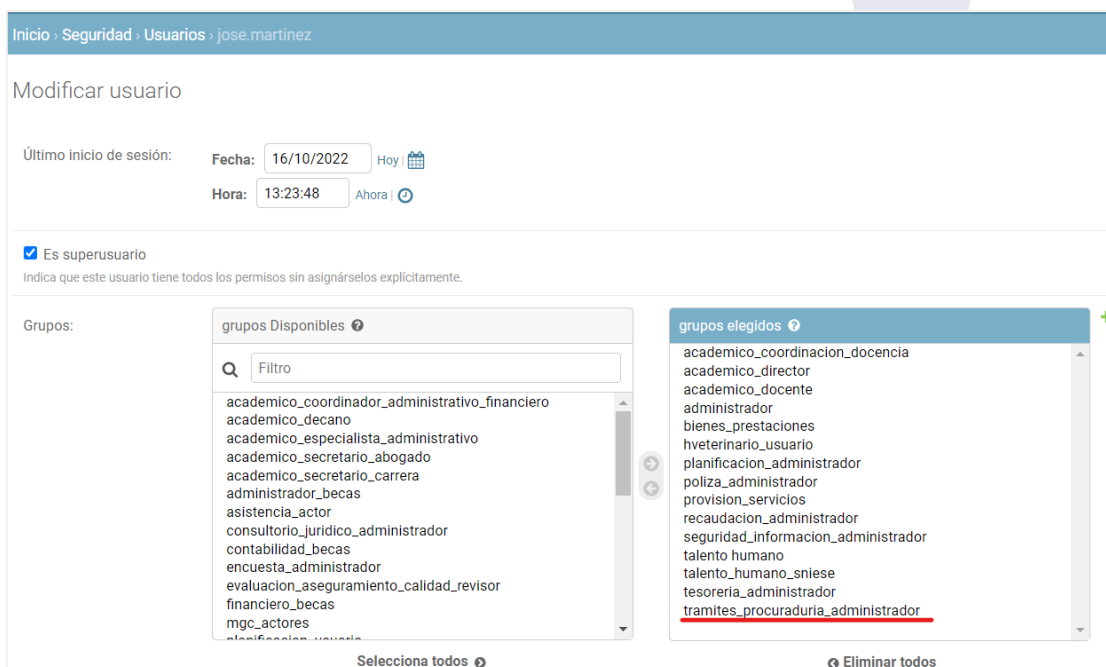 Inicio › Seguridad › Usuarios › jose.martinez
Modificar usuario
Último inicio de sesión:
Fecha: 16/10/2022 Hoy |
Hora: 13:23:48 Ahora |
Es superusuario
Indica que este usuario tiene todos los permisos sin asignárselos explícitamente.
Grupos:
grupos Disponibles
Filtro
academico_coordinador_administrativo_financiero
academico_decano
academico_especialista_administrativo
academico_secretario_abogado
academico_secretario_carrera
administrador_becas
asistencia_actor
consultorio_juridico_administrador
contabilidad_becas
encuesta_administrador
evaluacion_aseguramiento_calidad_revisor
financiero_becas
mgc_actores
planificacion_usuario
Selecciona todos
grupos elegidos
academico_coordinacion_docencia
academico_director
academico_docente
administrador
bienes_prestaciones
hveterinario_usuario
planificacion_administrador
poliza_administrador
provision_servicios
recaudacion_administrador
seguridad_informacion_administrador
talento humano
talento_humano_sniese
tesoreria_administrador
tramites_procuraduria_administrador
Eliminar todos